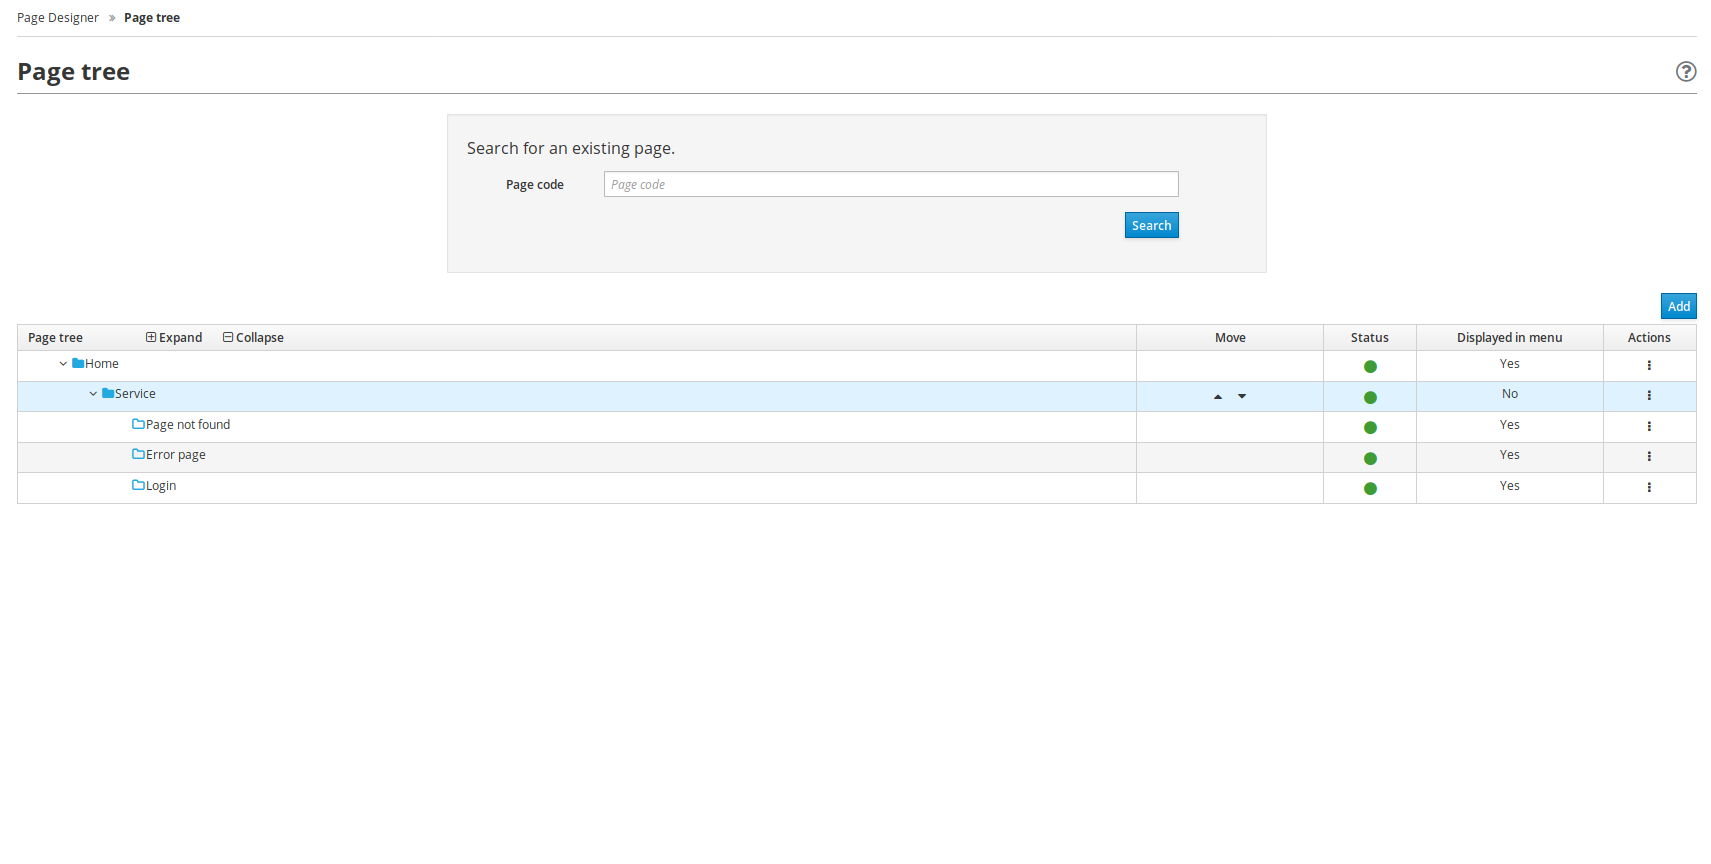 Page Designer » Page tree
Page tree
Search for an existing page.
Page code Page code
Search
Add
Page tree Expand Collapse Move Status Displayed in menu Actions
Home Yes
Service No
Page not found Yes
Error page Yes
Login Yes